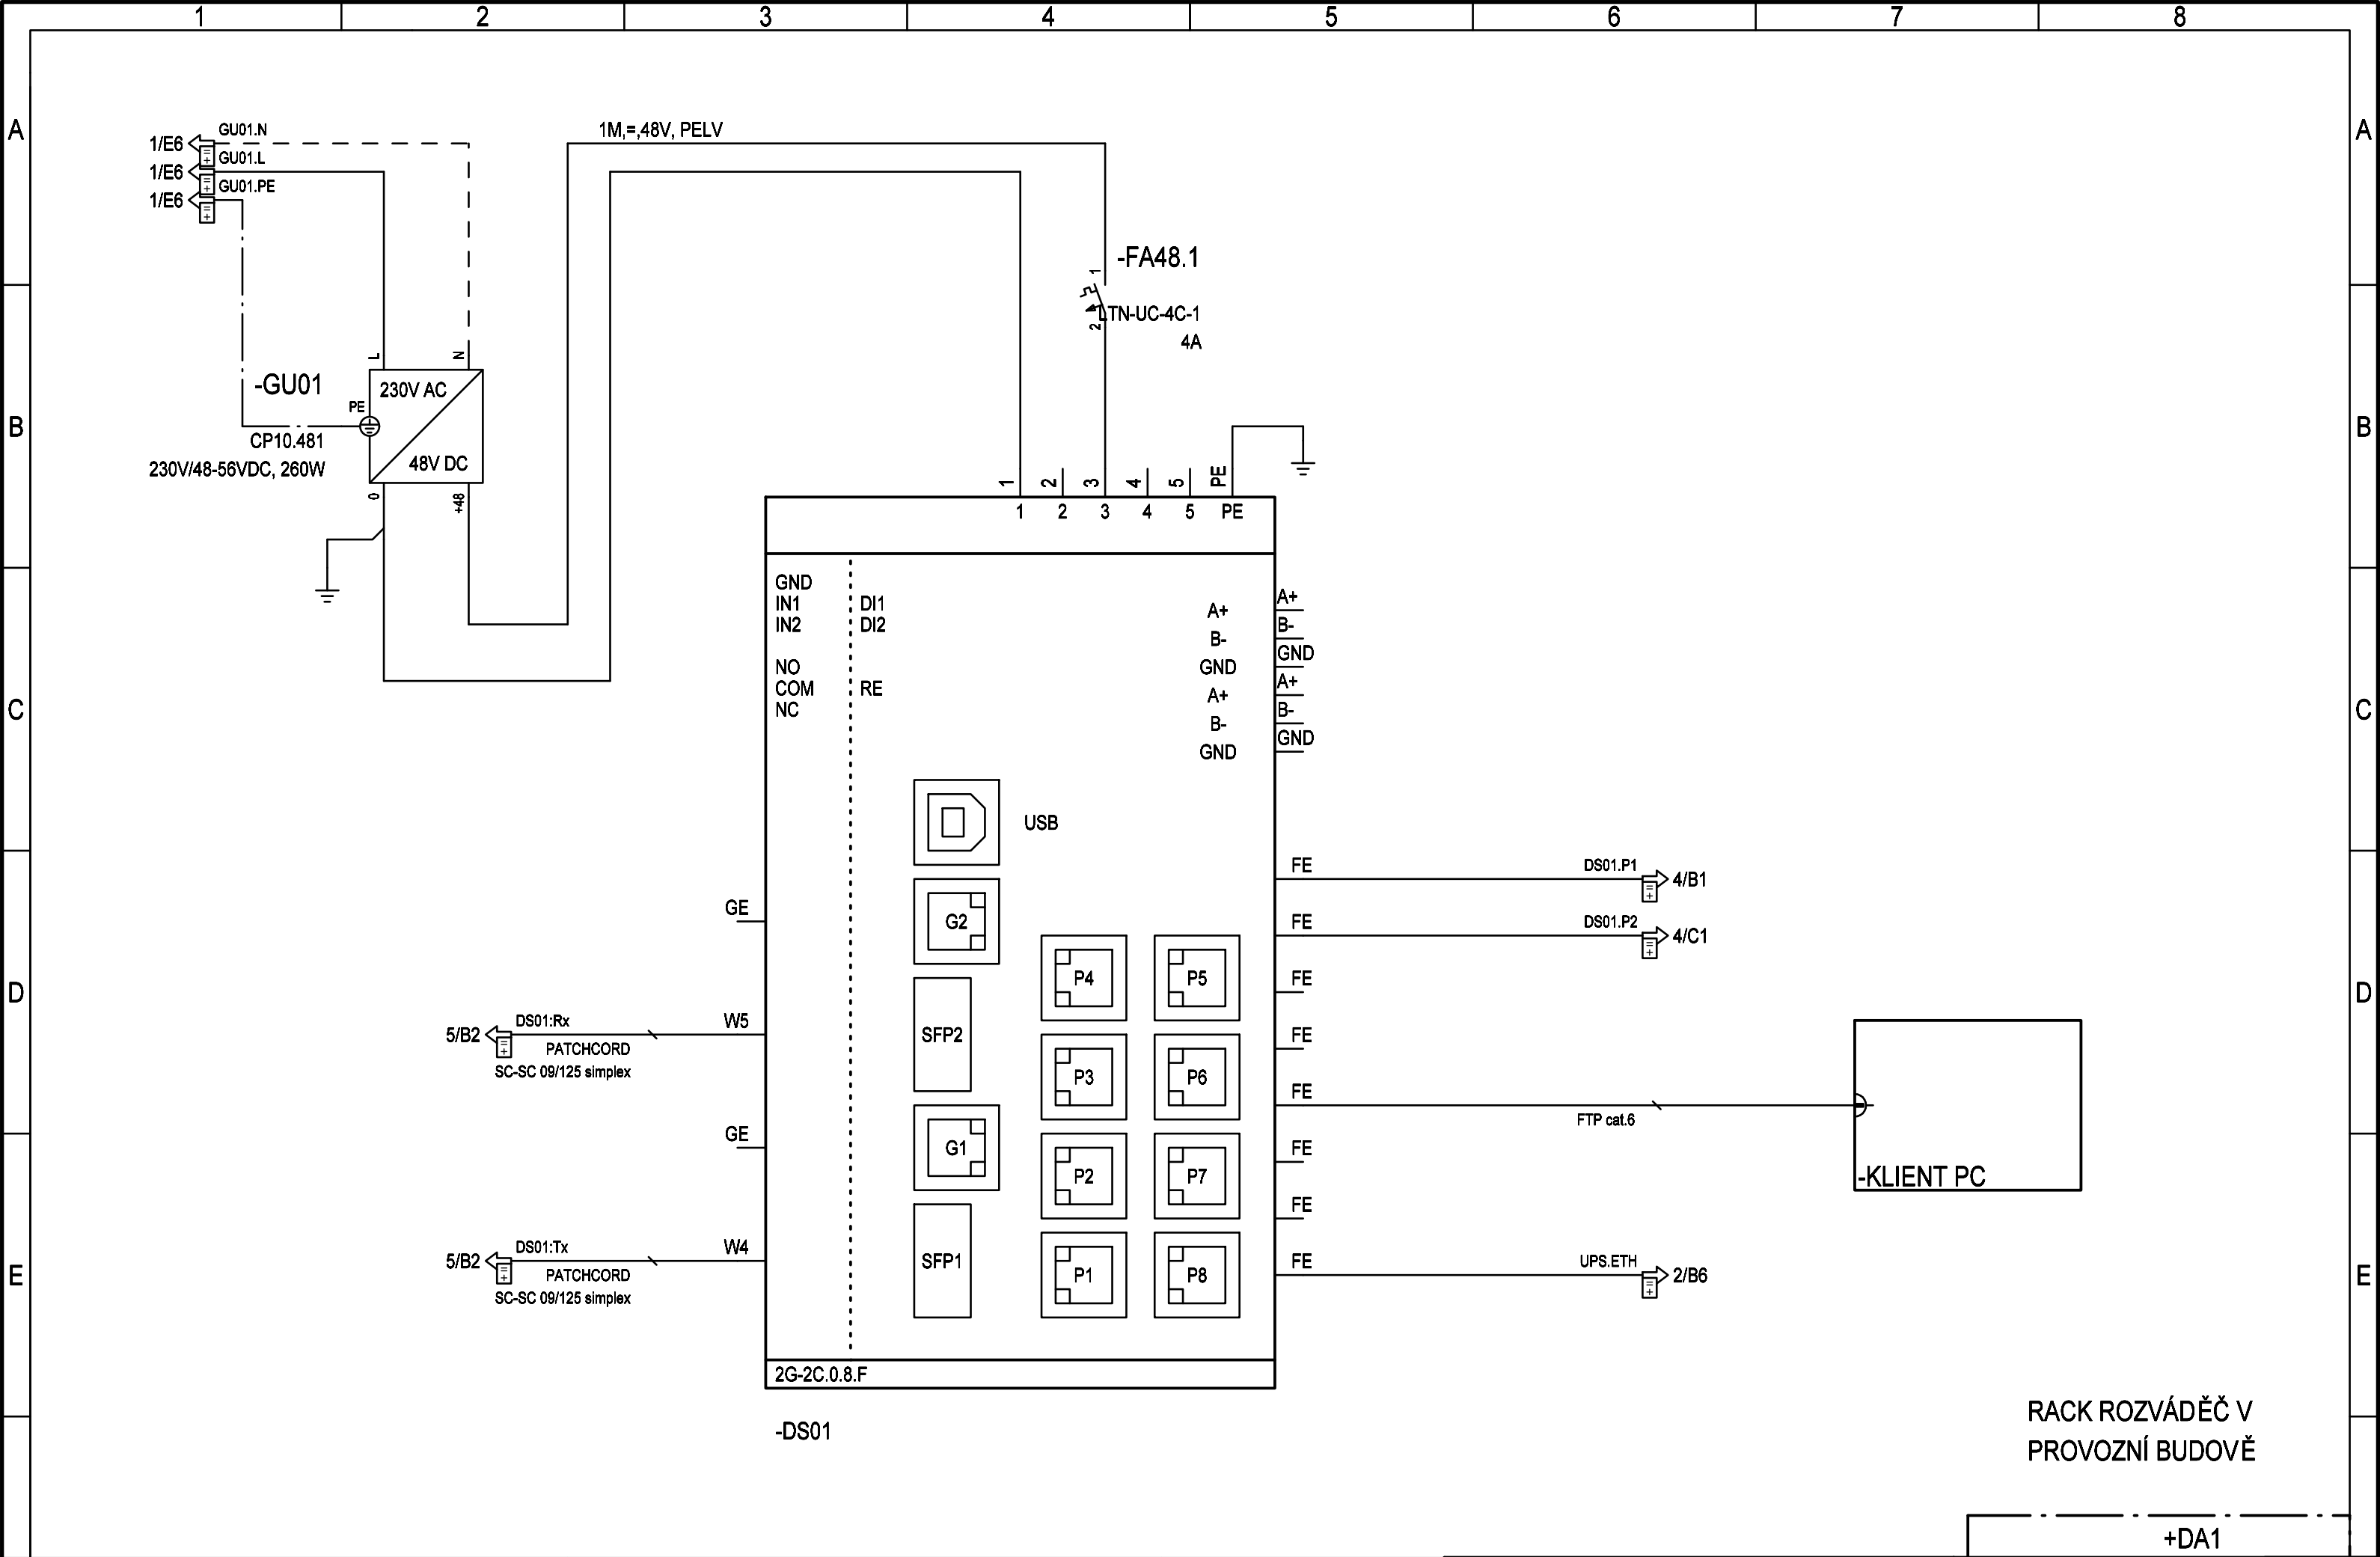 1 2 3 4 5 6 7 8
A A
1/E6 GU01.N
1/E6 GU01.L
1/E6 GU01.PE
1M,=,48V, PELV
-FA48.1
1
LTN-UC-4C-1
2
4A
L N
-GU01
230V AC
PE
CP10.481
48V DC
230V/48-56VDC, 260W
0 +48
B B
1 2 3 4 5 PE
1 2 3 4 5 PE
GND
IN1 DI1
IN2 DI2
NO
COM RE
NC
A+ A+
B- B-
GND GND
A+ A+
B- B-
GND GND
C C
USB
FE DS01.P1 4/B1
GE G2 FE DS01.P2 4/C1
P4 P5 FE
D D
5/B2 DS01:Rx W5 SFP2 FE
PATCHCORD
SC-SC 09/125 simplex
P3 P6 FE
FTP cat.6
GE G1 FE
P2 P7 FE
-KLIENT PC
5/B2 DS01:Tx W4 SFP1 FE UPS.ETH 2/B6
PATCHCORD
SC-SC 09/125 simplex
P1 P8
E E
2G-2C.0.8.F
-DS01
RACK ROZVÁDĚČ V
PROVOZNÍ BUDOVĚ
+DA1